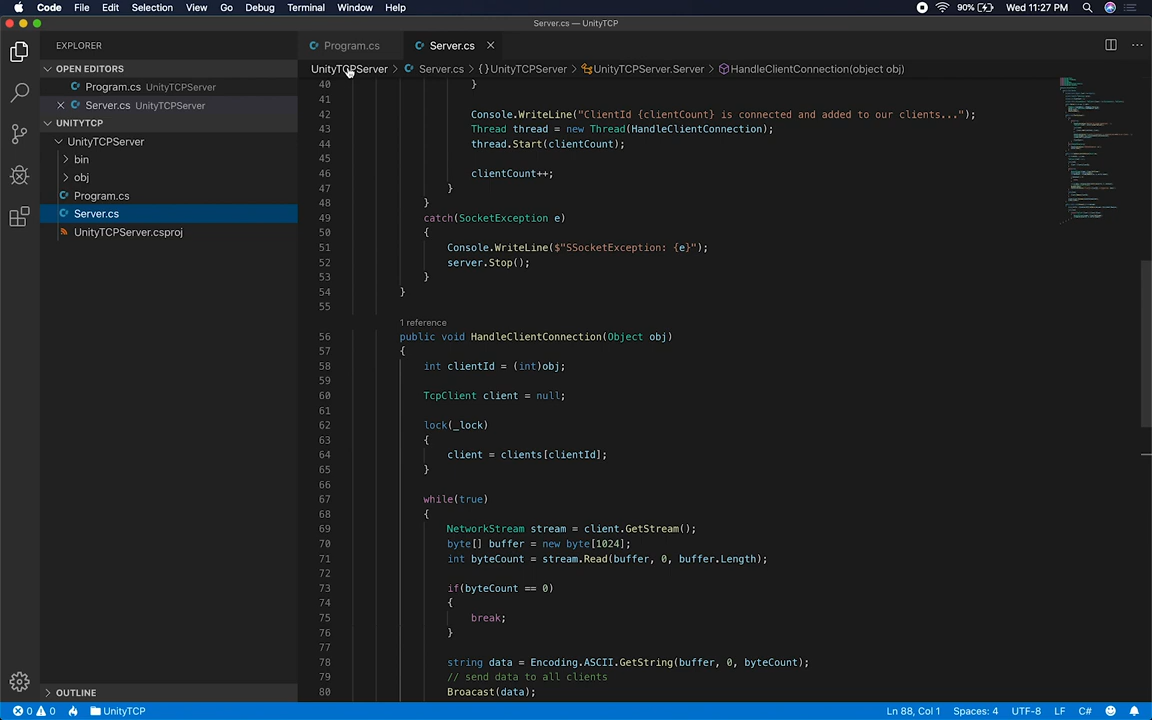 Code File Edit Selection View Go Debug Terminal Window Help 90% Wed 11:27 PM
Server.cs — UnityTCP
EXPLORER
Program.cs
Server.cs
OPEN EDITORS
UnityTCPServer > Server.cs > {} UnityTCPServer > UnityTCPServer.Server > HandleClientConnection(object obj)
Program.cs UnityTCPServer
Server.cs UnityTCPServer
UNITYTCP
UnityTCPServer
bin
obj
Program.cs
Server.cs
UnityTCPServer.csproj
40 }
41
42 Console.WriteLine("ClientId {clientCount} is connected and added to our clients...");
43 Thread thread = new Thread(HandleClientConnection);
44 thread.Start(clientCount);
45
46 clientCount++;
47 }
48 }
49 catch(SocketException e)
50 {
51 Console.WriteLine($"SSocketException: {e}");
52 server.Stop();
53 }
54 }
55
1 reference
56 public void HandleClientConnection(Object obj)
57 {
58 int clientId = (int)obj;
59
60 TcpClient client = null;
61
62 lock(_lock)
63 {
64 client = clients[clientId];
65 }
66
67 while(true)
68 {
69 NetworkStream stream = client.GetStream();
70 byte[] buffer = new byte[1024];
71 int byteCount = stream.Read(buffer, 0, buffer.Length);
72
73 if(byteCount == 0)
74 {
75 break;
76 }
77
78 string data = Encoding.ASCII.GetString(buffer, 0, byteCount);
79 // send data to all clients
80 Broacast(data);
OUTLINE
0 0 UnityTCP Ln 88, Col 1 Spaces: 4 UTF-8 LF C#